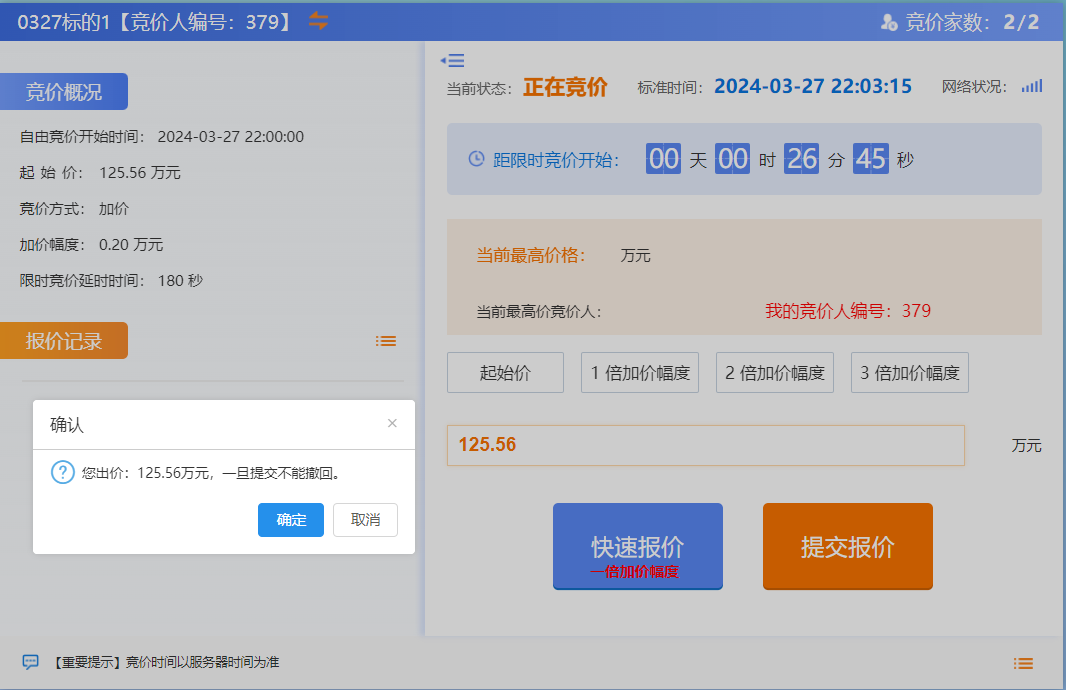 0327标的1【竞价人编号：379】
竞价家数：2/2
竞价概况
自由竞价开始时间： 2024-03-27 22:00:00
起 始 价： 125.56 万元
竞价方式： 加价
加价幅度： 0.20 万元
限时竞价延时时间： 180 秒
报价记录
确认
×
您出价：125.56万元，一旦提交不能撤回。
确定
取消
当前状态：正在竞价
标准时间：2024-03-27 22:03:15
网络状况：
距限时竞价开始： 00 天 00 时 26 分 45 秒
当前最高价格： 万元
当前最高价竞价人：
我的竞价人编号：379
起始价
1 倍加价幅度
2 倍加价幅度
3 倍加价幅度
125.56
万元
快速报价
一倍加价幅度
提交报价
【重要提示】竞价时间以服务器时间为准